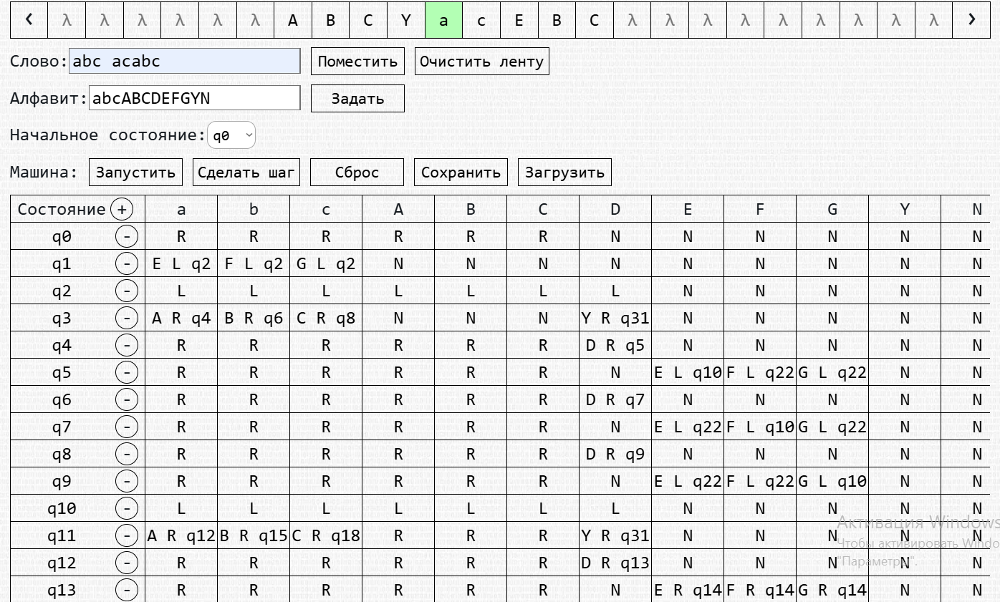 < λ λ λ λ λ λ A B C Y a c E B C λ λ λ λ λ λ λ λ λ >
Слово: abc acabc Поместить Очистить ленту
Алфавит: abcABCDEFGYN Задать
Начальное состояние: q0
Машина: Запустить Сделать шаг Сброс Сохранить Загрузить
Состояние + a b c A B C D E F G Y N
q0 - R R R R R R N N N N N N
q1 - E L q2 F L q2 G L q2 N N N N N N N N N
q2 - L L L L L L L N N N N N
q3 - A R q4 B R q6 C R q8 N N N Y R q31 N N N N N
q4 - R R R R R R D R q5 N N N N N
q5 - R R R R R R N E L q10 F L q22 G L q22 N N
q6 - R R R R R R D R q7 N N N N N
q7 - R R R R R R N E L q22 F L q10 G L q22 N N
q8 - R R R R R R D R q9 N N N N N
q9 - R R R R R R N E L q22 F L q22 G L q10 N N
q10 - L L L L L L L N N N N N
q11 - A R q12 B R q15 C R q18 R R R Y R q31 N N N N N
q12 - R R R R R R D R q13 N N N N N
q13 - R R R R R R N E R q14 F R q14 G R q14 N N
Активация Windows
Чтобы активировать Windo
"Параметры".